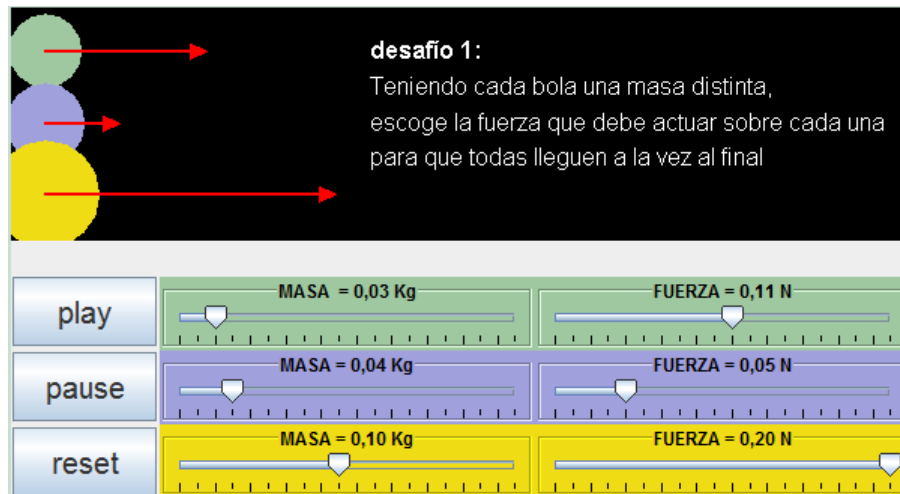 desafío 1:
Teniendo cada bola una masa distinta,
escoge la fuerza que debe actuar sobre cada una
para que todas lleguen a la vez al final
play
MASA = 0,03 Kg
FUERZA = 0,11 N
pause
MASA = 0,04 Kg
FUERZA = 0,05 N
reset
MASA = 0,10 Kg
FUERZA = 0,20 N